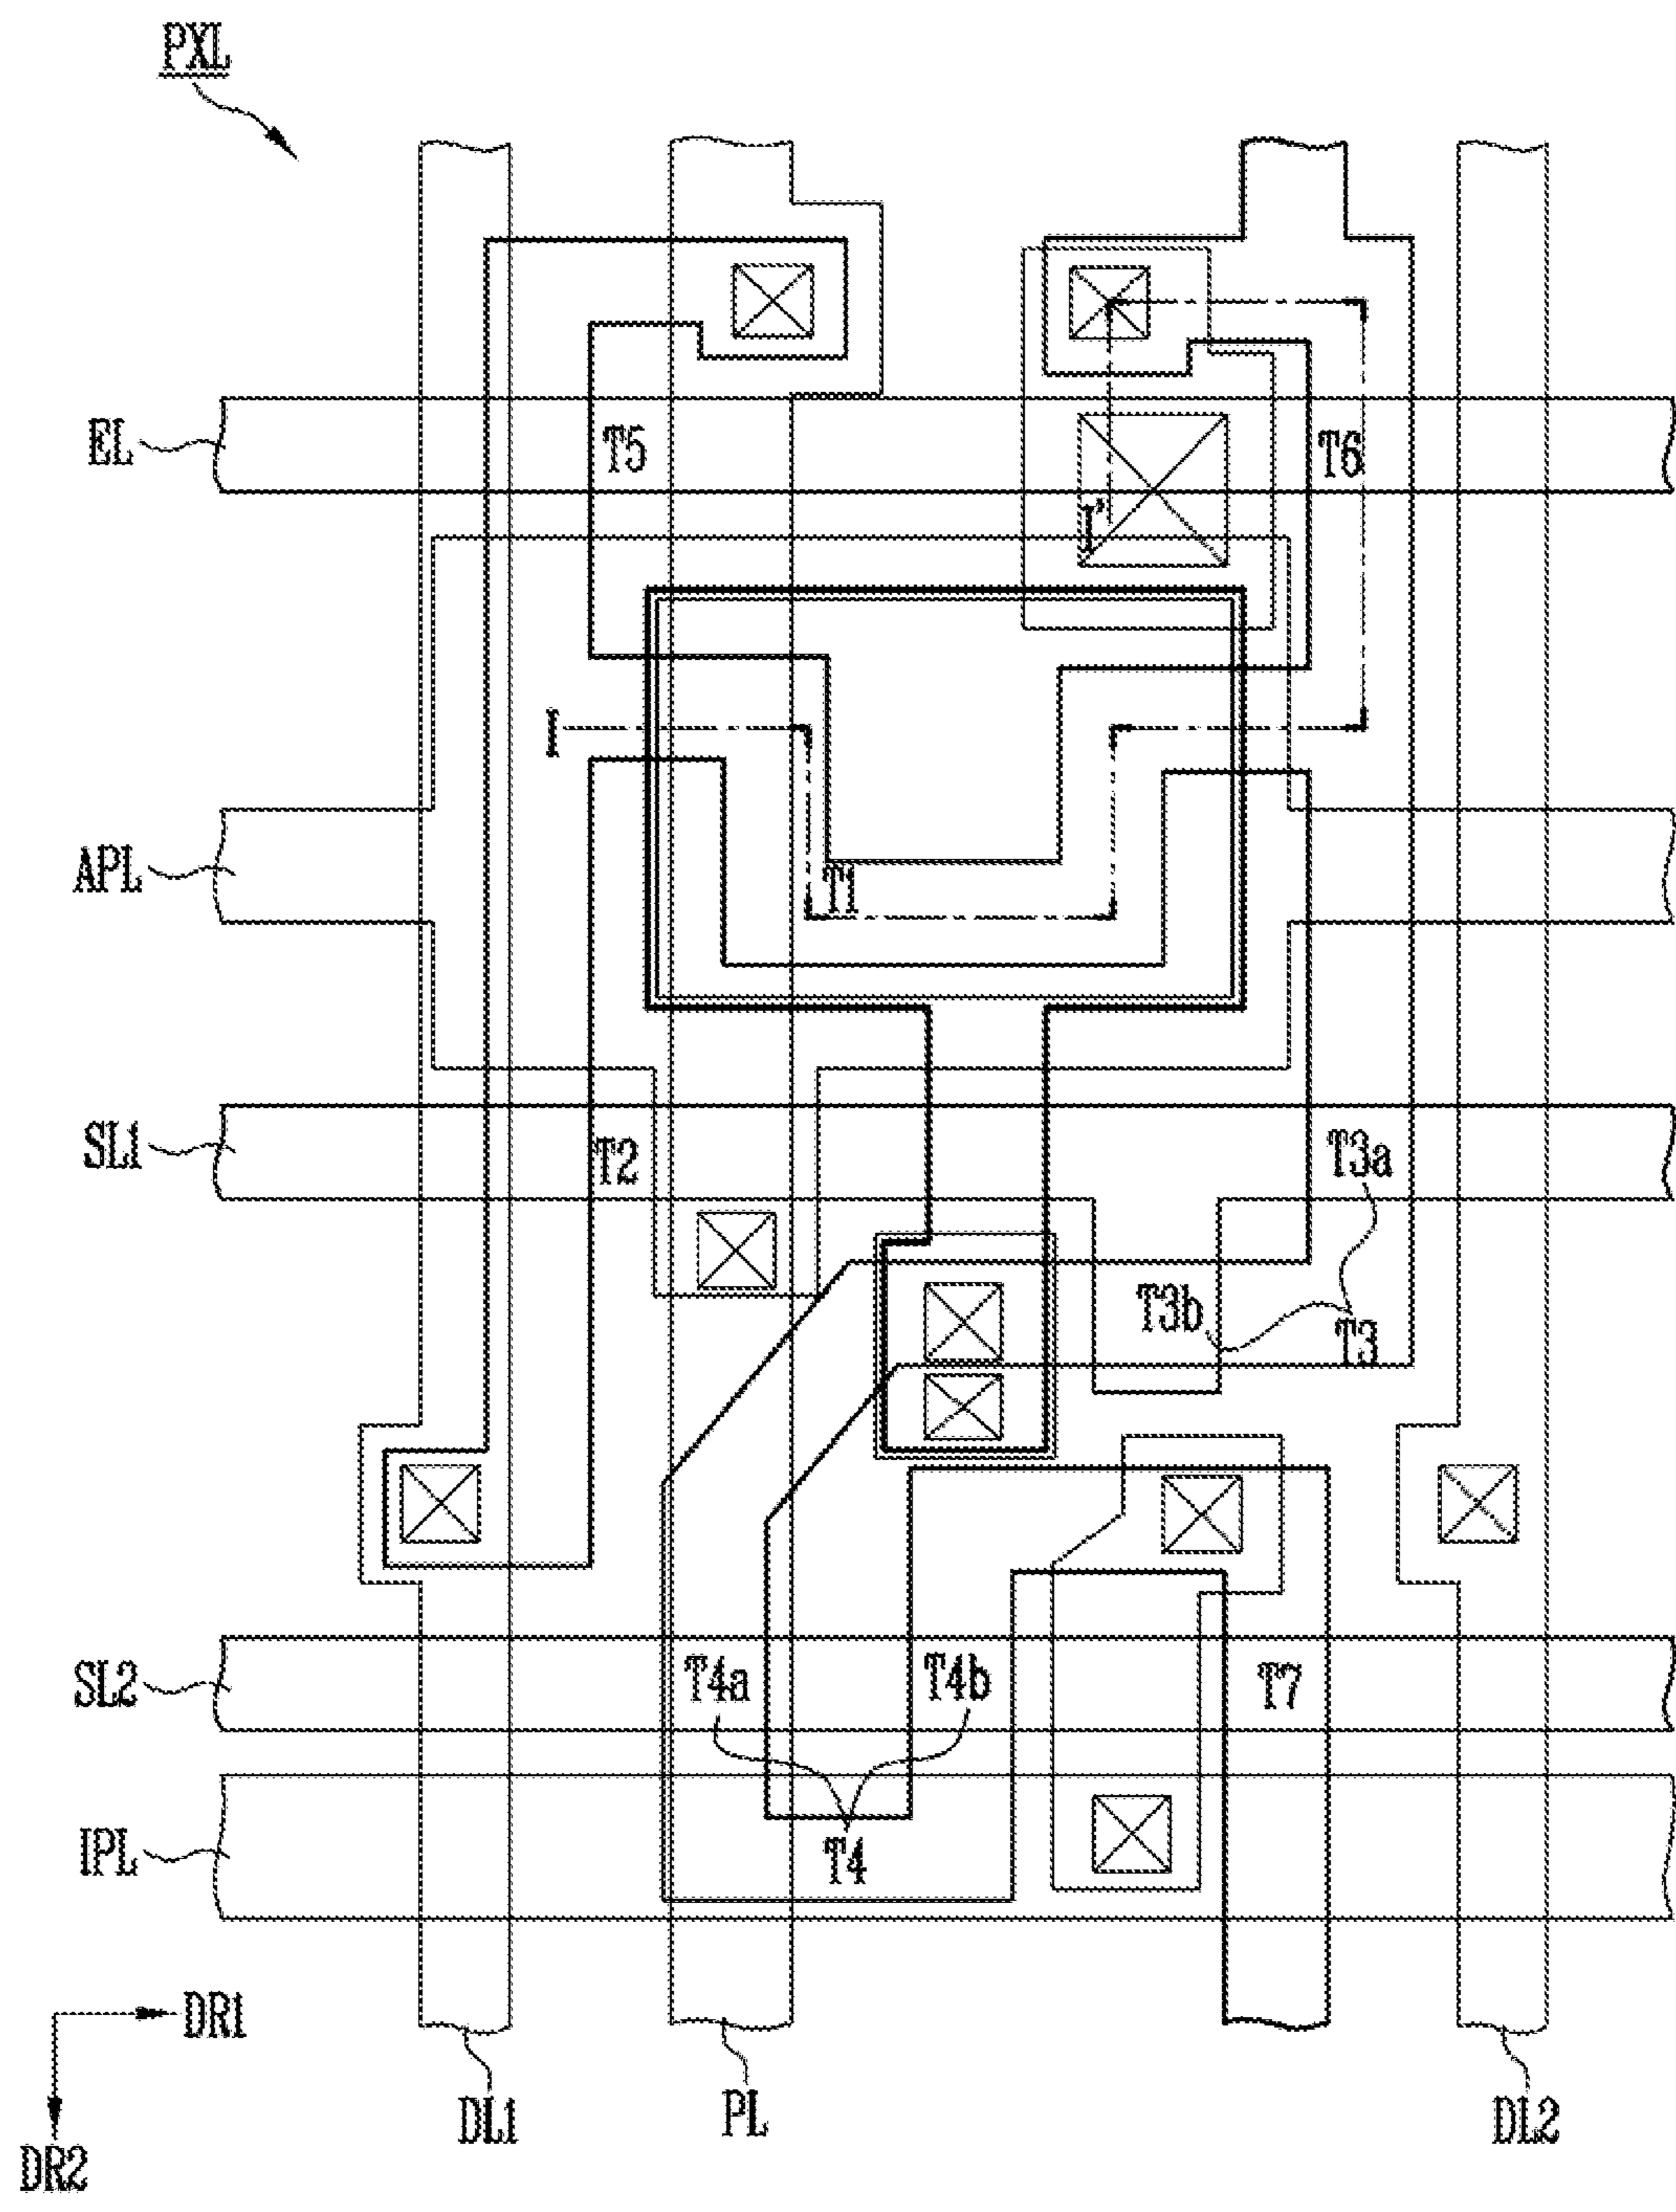 PXL
EL
T5
T6
I'
I
APL
T1
SL1
T2
T3a
T3b
T3
SL2
T4a
T4b
T7
IPL
T4
DR1
DR2
DL1
PL
DL2